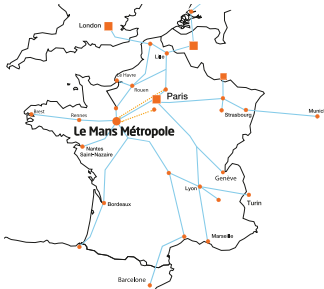 London
Lille
Le Havre
Rouen
Paris
Brest
Rennes
Strasbourg
Munic
Le Mans Métropole
Nantes
Saint-Nazaire
Genève
Lyon
Turin
Bordeaux
Marseille
Barcelone